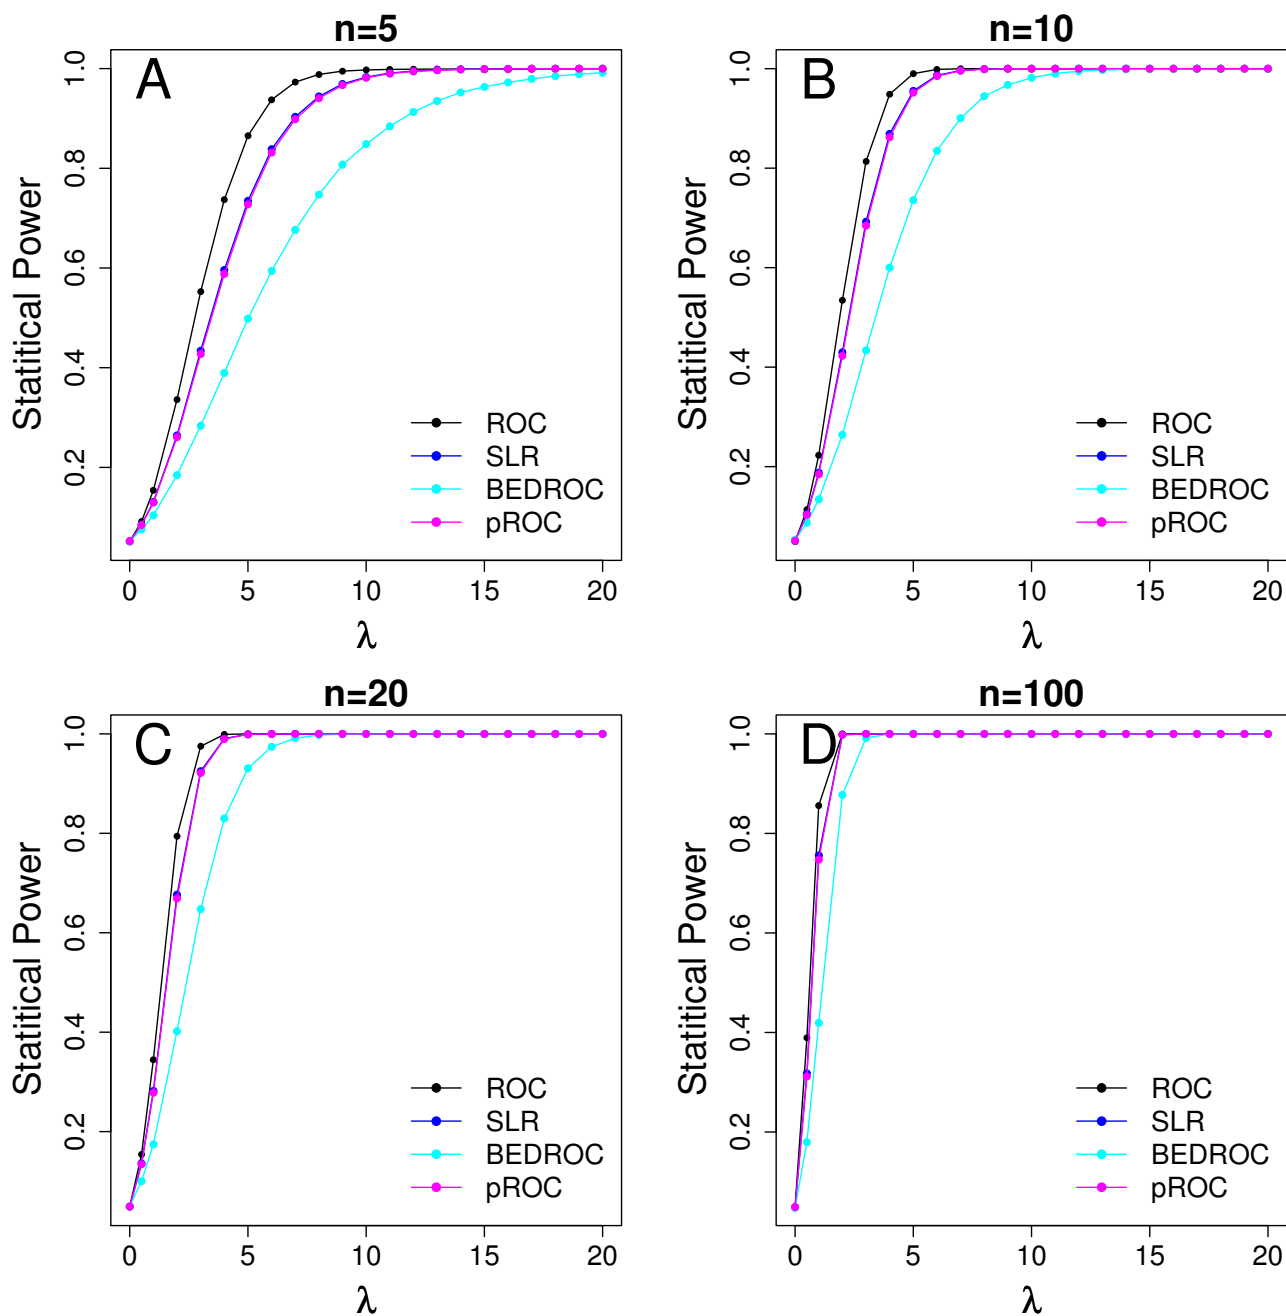 n=5
A
Statitical Power
1.0
0.8
0.6
0.4
0.2
ROC
SLR
BEDROC
pROC
0 5 10 15 20
λ
n=10
B
Statitical Power
1.0
0.8
0.6
0.4
0.2
ROC
SLR
BEDROC
pROC
0 5 10 15 20
λ
n=20
C
Statitical Power
1.0
0.8
0.6
0.4
0.2
ROC
SLR
BEDROC
pROC
0 5 10 15 20
λ
n=100
D
Statitical Power
1.0
0.8
0.6
0.4
0.2
ROC
SLR
BEDROC
pROC
0 5 10 15 20
λ